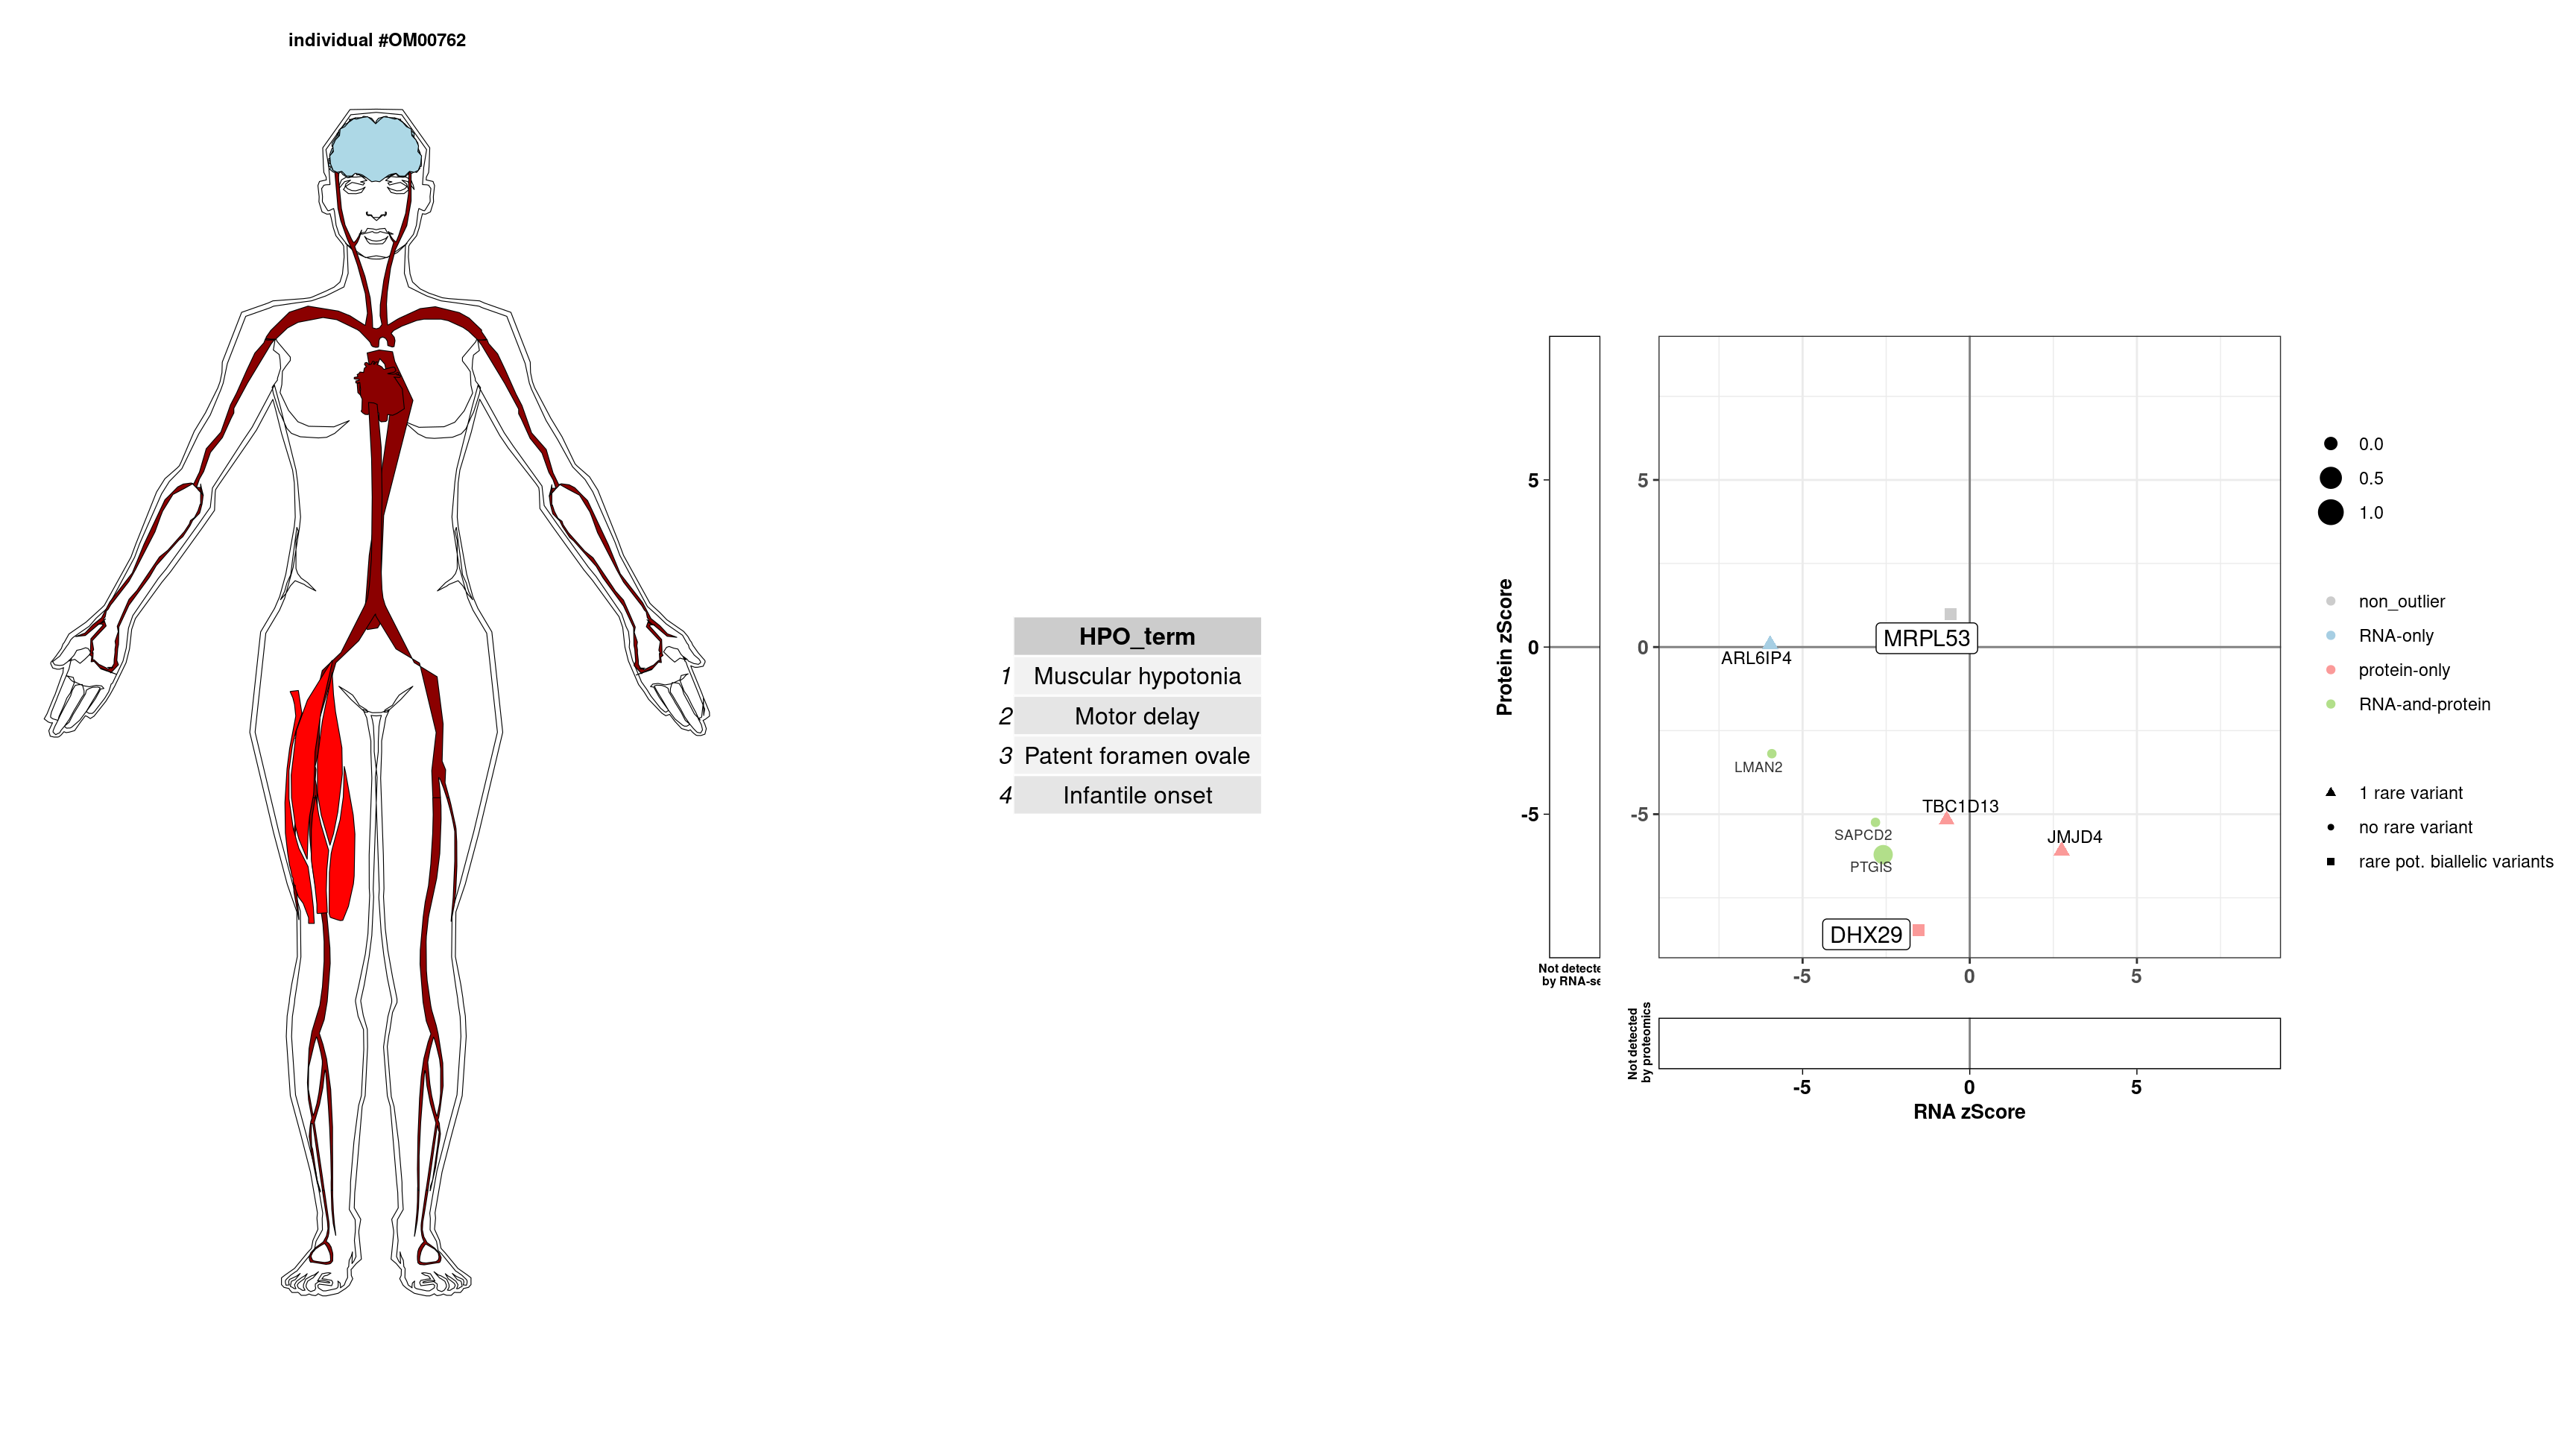 individual #OM00762
HPO_term
1 Muscular hypotonia
2 Motor delay
3 Patent foramen ovale
4 Infantile onset
Protein zScore
5
0
-5
Not detecte
by RNA-se
5
0
-5
MRPL53
ARL6IP4
LMAN2
TBC1D13
SAPCD2
JMJD4
PTGIS
DHX29
-5 0 5
Not detected
by proteomics
-5 0 5
RNA zScore
0.0
0.5
1.0
non_outlier
RNA-only
protein-only
RNA-and-protein
1 rare variant
no rare variant
rare pot. biallelic variants